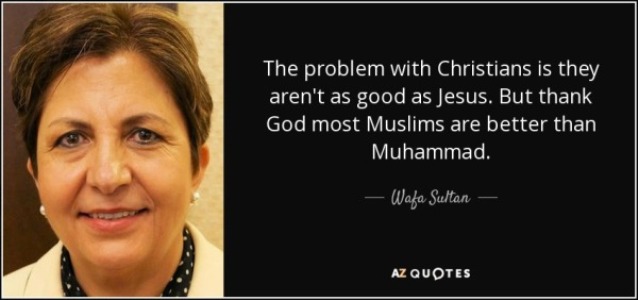 The problem with Christians is they
aren't as good as Jesus. But thank
God most Muslims are better than
Muhammad.
Wafa Sultan
AZ QUOTES